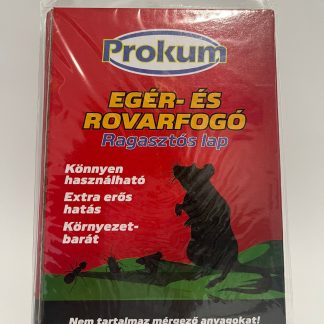 Prokum
EGÉR- ÉS
ROVARFOGÓ
Ragasztós lap
Könnyen
használható
Extra erős
hatás
Környezet-
barát
Nem tartalmaz mérgező anyagokat!